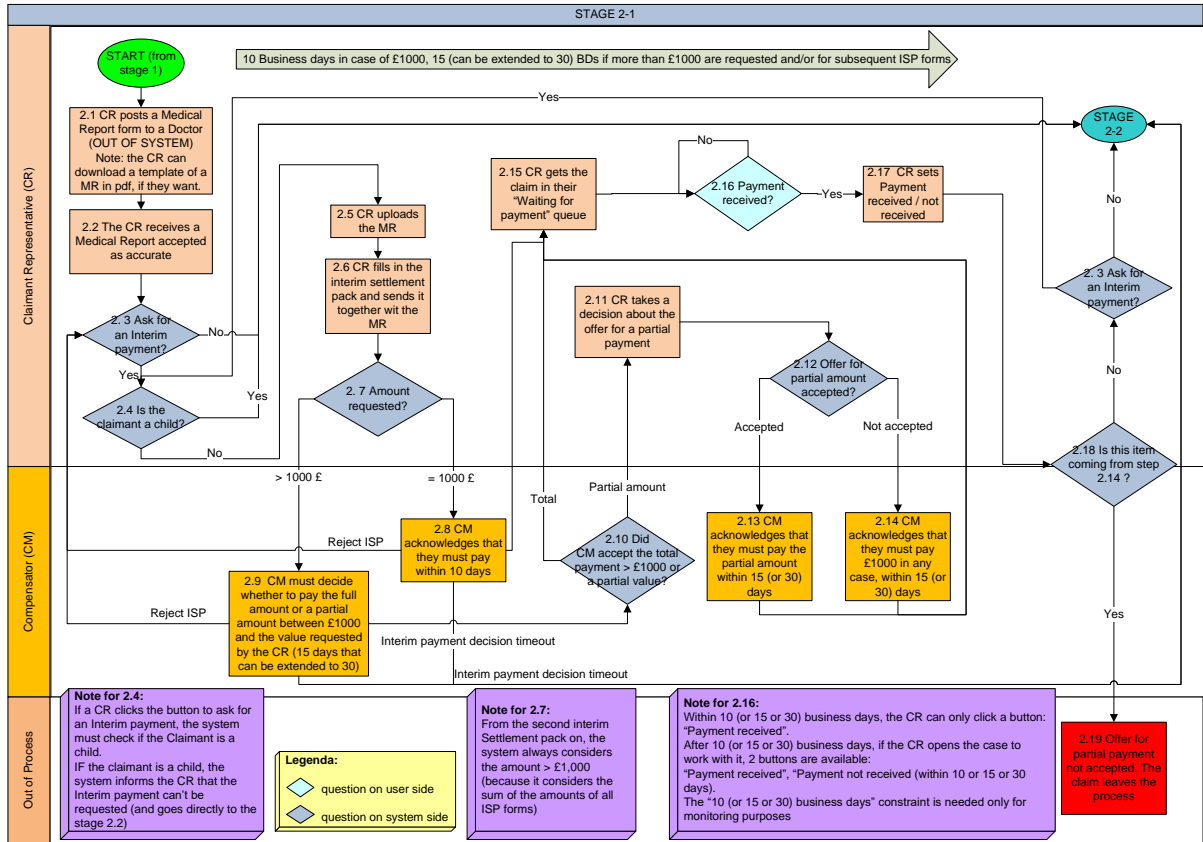 STAGE 2-1
Claimant Representative (CR)
START (from
stage 1)
10 Business days in case of £1000, 15 (can be extended to 30) BDs if more than £1000 are requested and/or for subsequent ISP forms
Yes
STAGE
2-2
2.1 CR posts a Medical
Report form to a Doctor
(OUT OF SYSTEM)
Note: the CR can
download a template of a
MR in pdf, if they want.
2.2 The CR receives a
Medical Report accepted
as accurate
2. 3 Ask for
an Interim
payment?
No
Yes
Yes
2.4 Is the
claimant a child?
No
2.5 CR uploads
the MR
2.6 CR fills in the
interim settlement
pack and sends it
together wit the
MR
2. 7 Amount
requested?
> 1000 £
= 1000 £
2.15 CR gets the
claim in their
“Waiting for
payment” queue
No
2.16 Payment
received?
Yes
2.17 CR sets
Payment
received / not
received
No
2. 3 Ask for
an Interim
payment?
No
2.11 CR takes a
decision about the
offer for a partial
payment
2.12 Offer for
partial amount
accepted?
Accepted
Not accepted
2.18 Is this item
coming from step
2.14 ?
Yes
Compensator (CM)
Reject ISP
2.8 CM
acknowledges that
they must pay
within 10 days
Total
Partial amount
2.10 Did
CM accept the total
payment > £1000 or
a partial value?
2.13 CM
acknowledges that
they must pay the
partial amount
within 15 (or 30)
days
2.14 CM
acknowledges that
they must pay
£1000 in any
case, within 15 (or
30) days
Reject ISP
2.9 CM must decide
whether to pay the full
amount or a partial
amount between £1000
and the value requested
by the CR (15 days that
can be extended to 30)
Interim payment decision timeout
Interim payment decision timeout
Out of Process
Note for 2.4:
If a CR clicks the button to ask for
an Interim payment, the system
must check if the Claimant is a
child.
IF the claimant is a child, the
system informs the CR that the
Interim payment can’t be
requested (and goes directly to the
stage 2.2)
Legenda:
question on user side
question on system side
Note for 2.7:
From the second interim
Settlement pack on, the
system always considers
the amount > £1,000
(because it considers the
sum of the amounts of all
ISP forms)
Note for 2.16:
Within 10 (or 15 or 30) business days, the CR can only click a button:
“Payment received”.
After 10 (or 15 or 30) business days, if the CR opens the case to
work with it, 2 buttons are available:
“Payment received”, “Payment not received (within 10 or 15 or 30
days).
The “10 (or 15 or 30) business days” constraint is needed only for
monitoring purposes
2.19 Offer for
partial payment
not accepted. The
claim leaves the
process